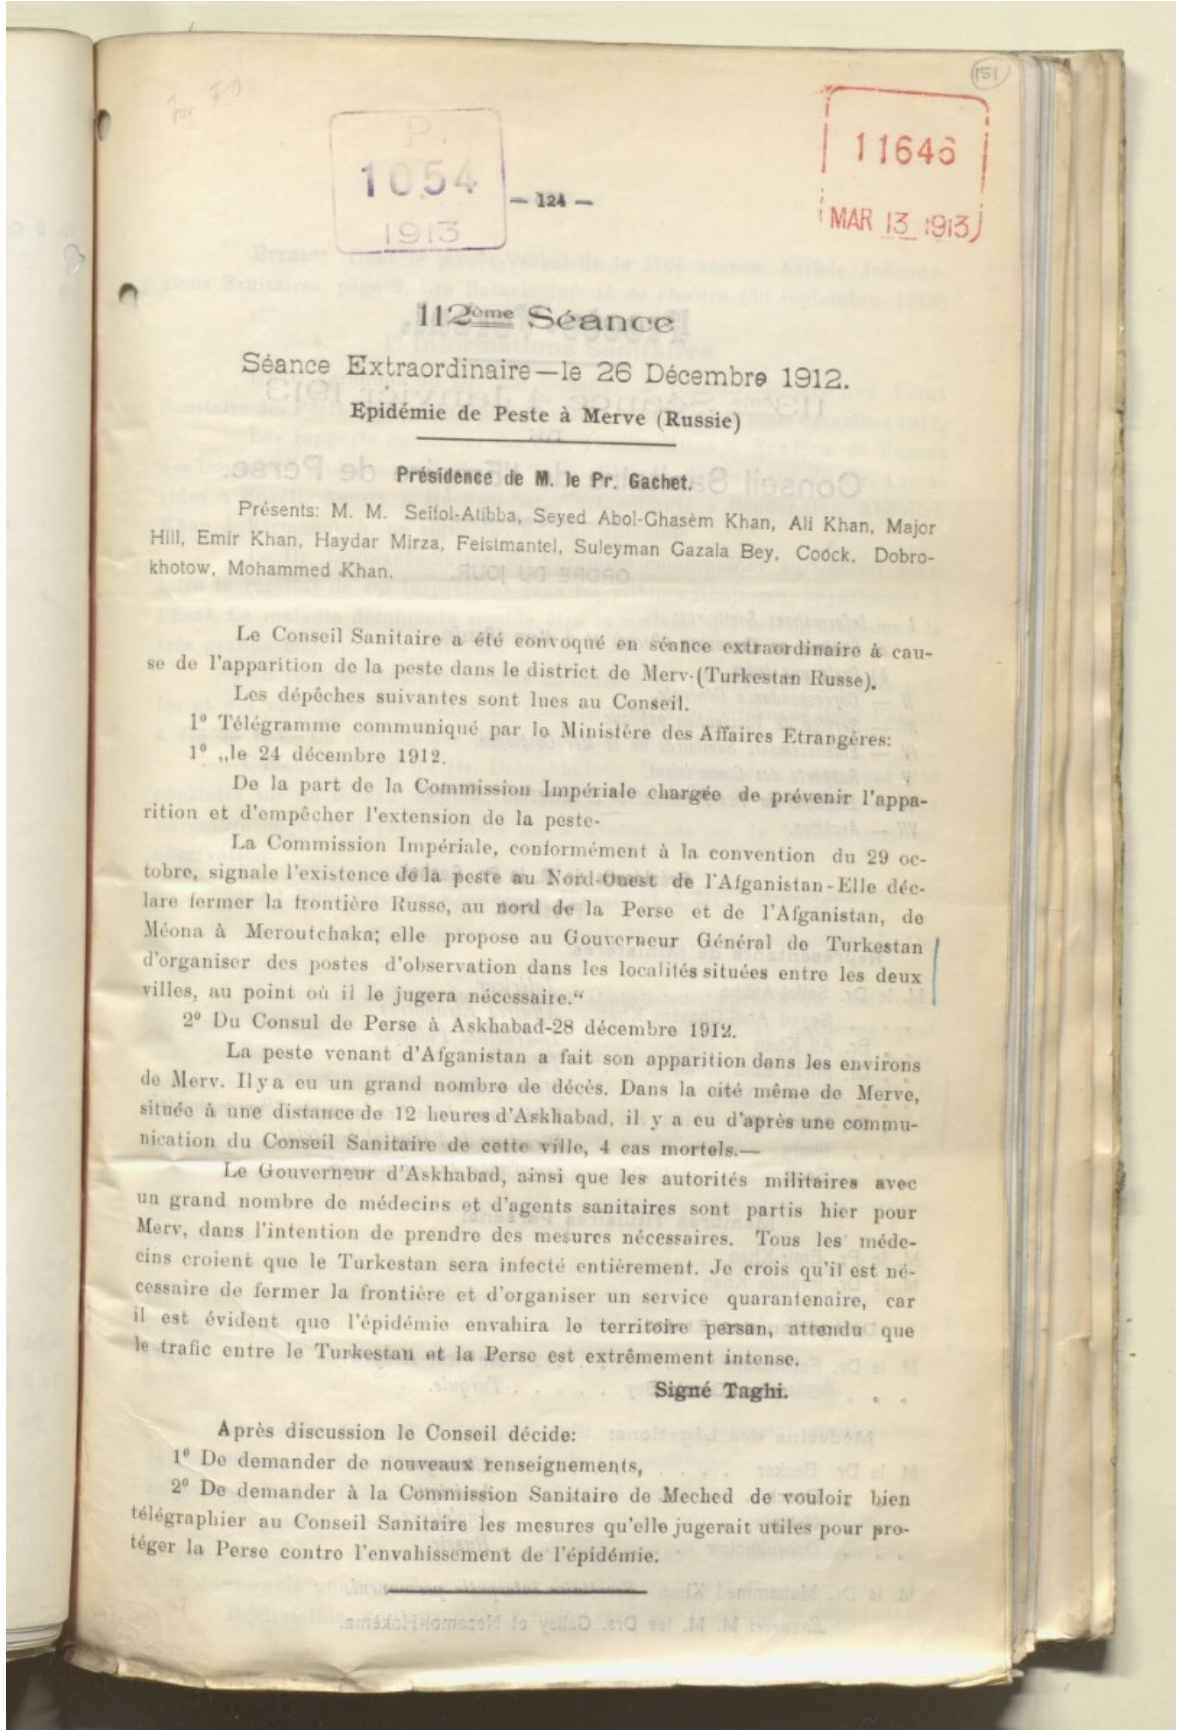 151
P.
1054
1913
11646
MAR 13 1913
— 124 —
112ème Séance
Séance Extraordinaire—le 26 Décembre 1912.
Epidémie de Peste à Merve (Russie)
Présidence de M. le Pr. Gachet.
Présents: M. M. Seifol-Atibba, Seyed Abol-Ghasèm Khan, Ali Khan, Major
Hill, Emir Khan, Haydar Mirza, Feistmantel, Suleyman Gazala Bey, Coöck, Dobro-
khotow, Mohammed Khan.
Le Conseil Sanitaire a été convoqué en séance extraordinaire à cau-
se de l'apparition de la peste dans le district de Merv-(Turkestan Russe).
Les dépêches suivantes sont lues au Conseil.
1º Télégramme communiqué par le Ministère des Affaires Etrangères:
1º „le 24 décembre 1912.
De la part de la Commission Impériale chargée de prévenir l'appa-
rition et d'empêcher l'extension de la peste-
La Commission Impériale, conformément à la convention du 29 oc-
tobre, signale l'existence de la peste au Nord-Ouest de l'Afganistan-Elle déc-
lare fermer la frontière Russe, au nord de la Perse et de l'Afganistan, de
Méona à Meroutchaka; elle propose au Gouverneur Général de Turkestan
d'organiser des postes d'observation dans les localités situées entre les deux
villes, au point où il le jugera nécessaire.“
2º Du Consul de Perse à Askhabad-28 décembre 1912.
La peste venant d'Afganistan a fait son apparition dans les environs
de Merv. Il y a eu un grand nombre de décès. Dans la cité même de Merve,
située à une distance de 12 heures d'Askhabad, il y a eu d'après une commu-
nication du Conseil Sanitaire de cette ville, 4 cas mortels.—
Le Gouverneur d'Askhabad, ainsi que les autorités militaires avec
un grand nombre de médecins et d'agents sanitaires sont partis hier pour
Merv, dans l'intention de prendre des mesures nécessaires. Tous les méde-
cins croient que le Turkestan sera infecté entièrement. Je crois qu'il est né-
cessaire de fermer la frontière et d'organiser un service quarantenaire, car
il est évident que l'épidémie envahira le territoire persan, attendu que
le trafic entre le Turkestan et la Perse est extrêmement intense.
Signé Taghi.
Après discussion le Conseil décide:
1º De demander de nouveaux renseignements,
2º De demander à la Commission Sanitaire de Meched de vouloir bien
télégraphier au Conseil Sanitaire les mesures qu'elle jugerait utiles pour pro-
téger la Perse contre l'envahissement de l'épidémie.